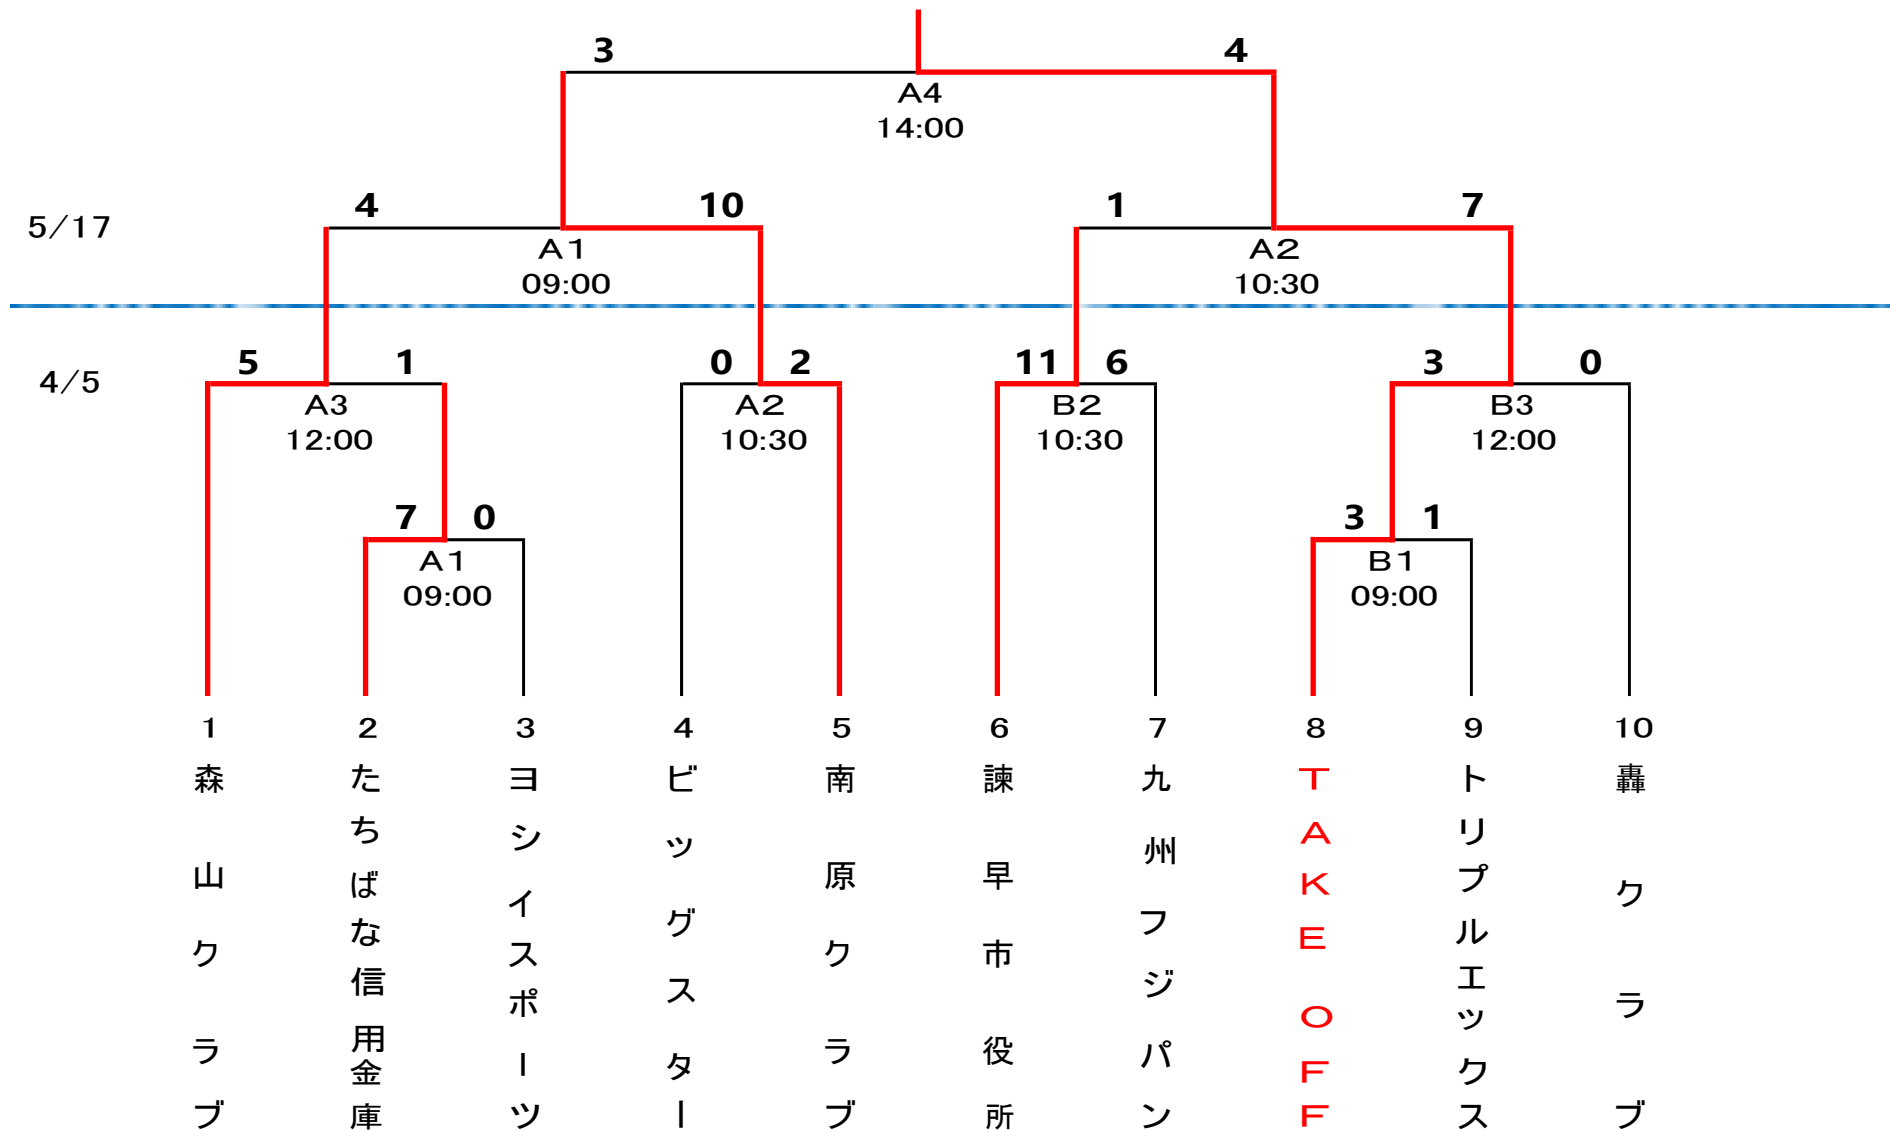 3 4
A4
14:00
5/17
4 10 1 7
A1 A2
09:00 10:30
4/5
5 1 0 2 11 6 3 0
A3 A2 B2 B3
12:00 10:30 10:30 12:00
7 0 3 1
A1 B1
09:00 09:00
1 2 3 4 5 6 7 8 9 10
森山クラブ
たちばな信用金庫
ヨシイスポーツ
ビッグスター
南原クラブ
諫早市役所
九州フジパン
TAKE OFF
トリプルエックス
轟クラブ